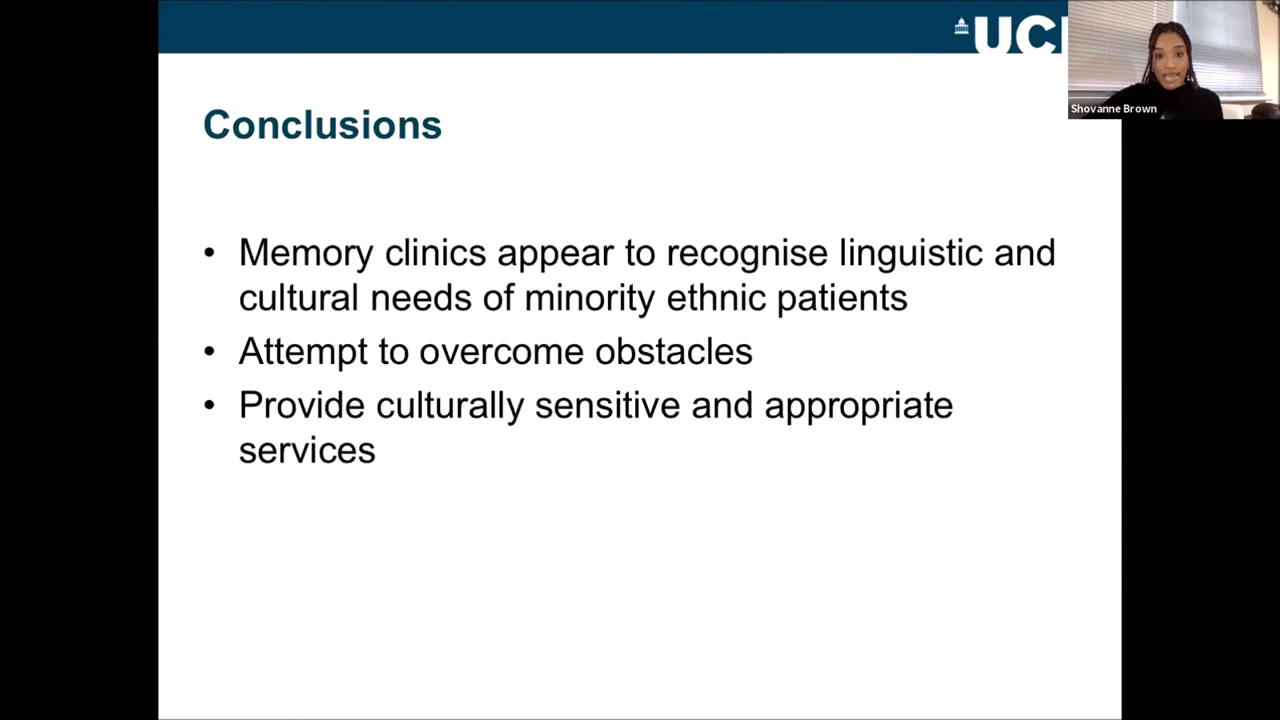 UC
Shovanne Brown
Conclusions
• Memory clinics appear to recognise linguistic and
cultural needs of minority ethnic patients
• Attempt to overcome obstacles
• Provide culturally sensitive and appropriate
services